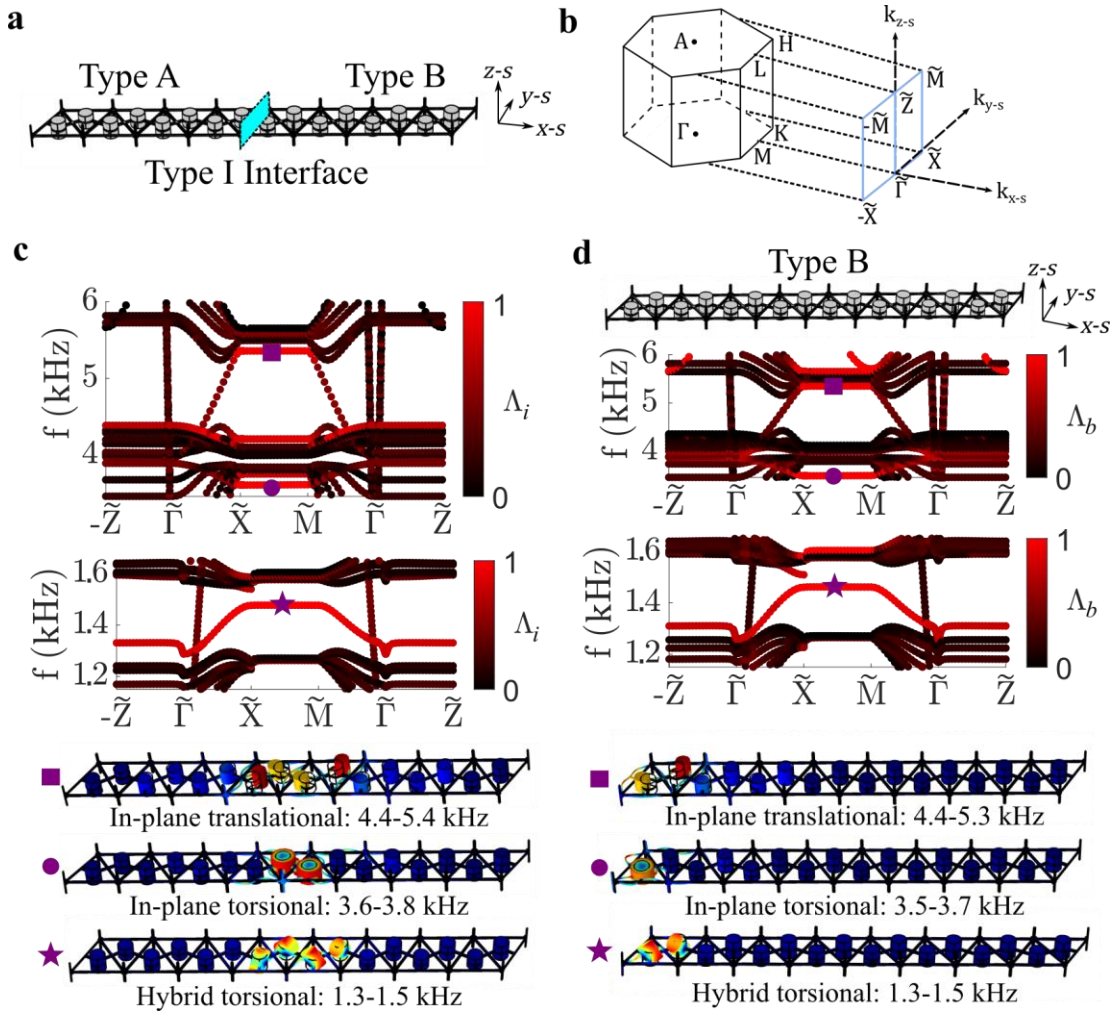 a
Type A
Type B
z-s
y-s
x-s
Type I Interface
b
k_{z-s}
A
H
L
M̃
Z̃
k_{y-s}
-M̃
Γ
K
M
X̃
Γ̃
k_{x-s}
-X̃
c
6
5
4
f (kHz)
-Z̃ Γ̃ X̃ M̃ Γ̃ Z̃
1
Λ_i
0
1.6
1.4
1.2
f (kHz)
-Z̃ Γ̃ X̃ M̃ Γ̃ Z̃
1
Λ_i
0
In-plane translational: 4.4-5.4 kHz
In-plane torsional: 3.6-3.8 kHz
Hybrid torsional: 1.3-1.5 kHz
d
Type B
z-s
y-s
x-s
6
5
4
f (kHz)
-Z̃ Γ̃ X̃ M̃ Γ̃ Z̃
1
Λ_b
0
1.6
1.4
1.2
f (kHz)
-Z̃ Γ̃ X̃ M̃ Γ̃ Z̃
1
Λ_b
0
In-plane translational: 4.4-5.3 kHz
In-plane torsional: 3.5-3.7 kHz
Hybrid torsional: 1.3-1.5 kHz